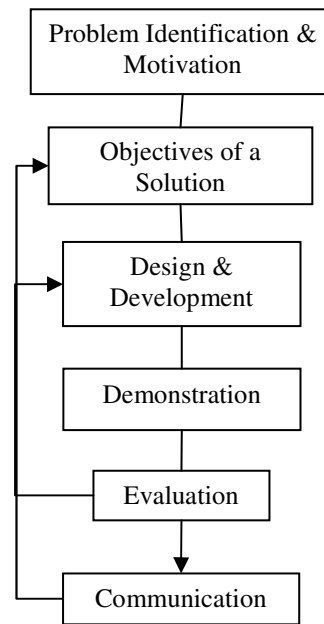 Problem Identification &
Motivation
Objectives of a
Solution
Design &
Development
Demonstration
Evaluation
Communication